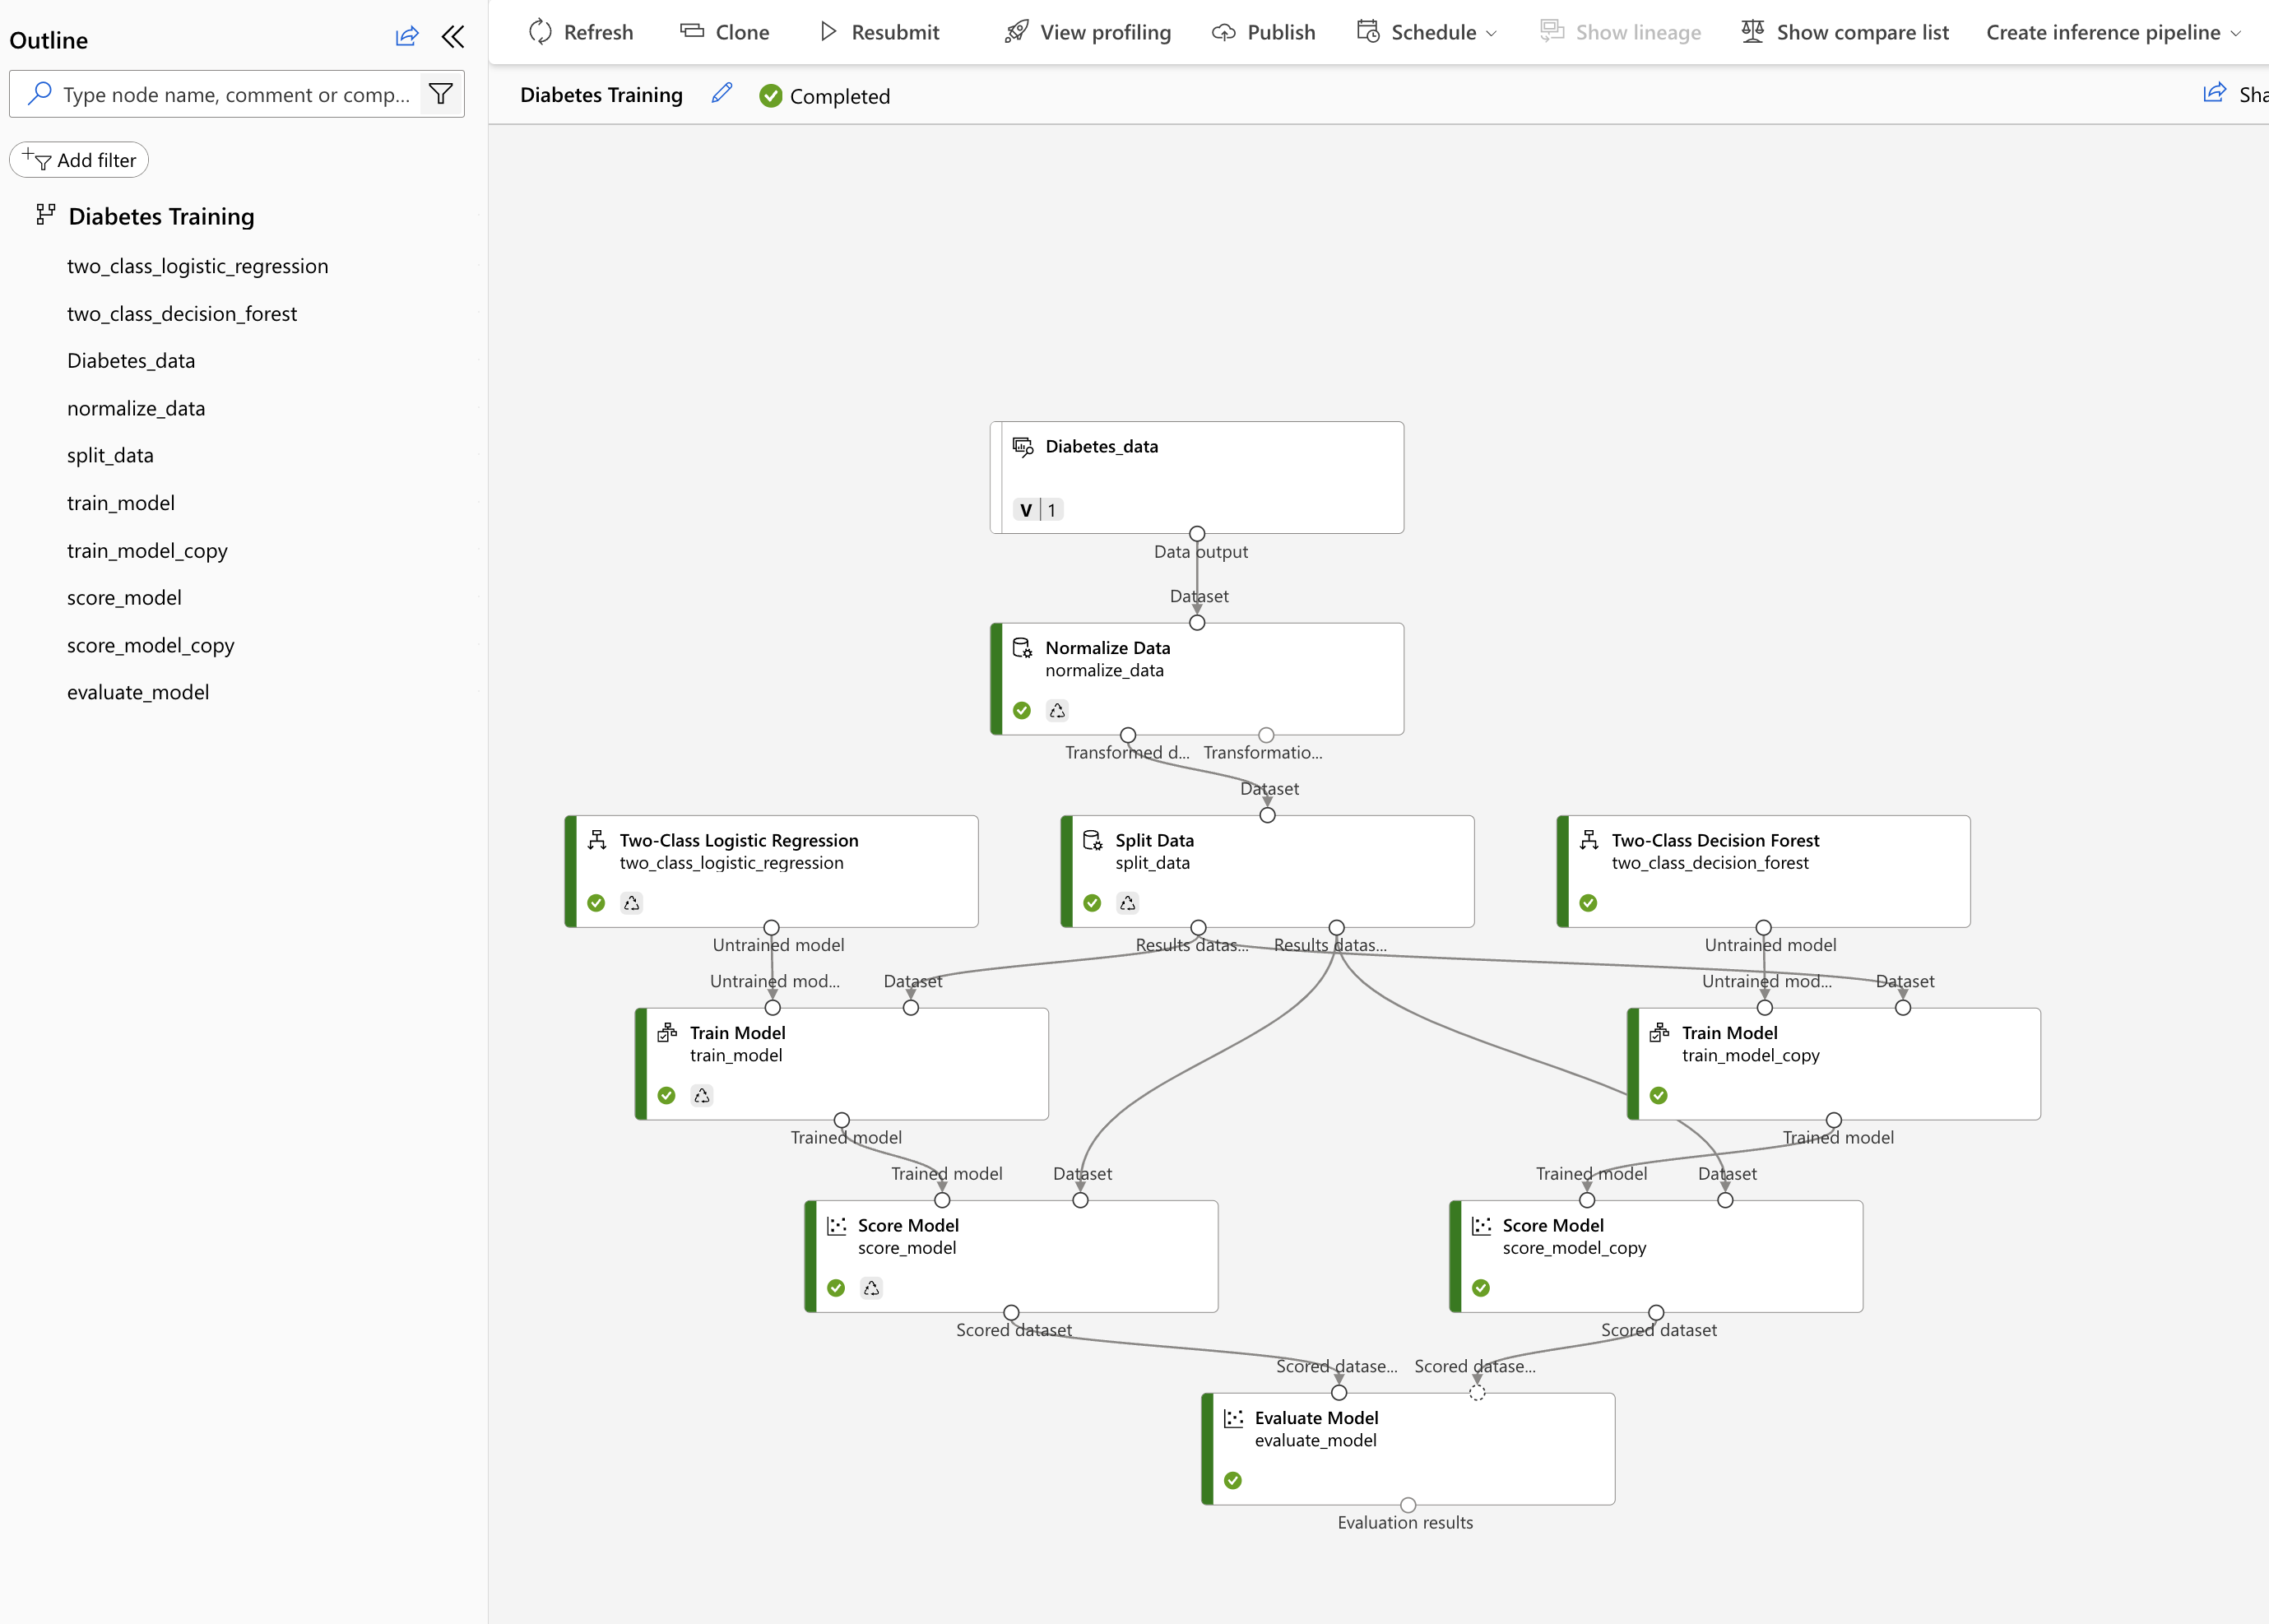 Outline
Type node name, comment or comp...
Add filter
Diabetes Training
two_class_logistic_regression
two_class_decision_forest
Diabetes_data
normalize_data
split_data
train_model
train_model_copy
score_model
score_model_copy
evaluate_model
Refresh Clone Resubmit View profiling Publish Schedule Show lineage Show compare list Create inference pipeline
Diabetes Training Completed Sha
Diabetes_data
V 1
Data output
Dataset
Normalize Data
normalize_data
Transformed d... Transformatio...
Dataset
Two-Class Logistic Regression
two_class_logistic_regression
Split Data
split_data
Two-Class Decision Forest
two_class_decision_forest
Untrained model Results datas... Results datas... Untrained model
Untrained mod... Dataset Untrained mod... Dataset
Train Model
train_model
Train Model
train_model_copy
Trained model Trained model
Trained model Dataset Trained model Dataset
Score Model
score_model
Score Model
score_model_copy
Scored dataset Scored dataset
Scored datase... Scored datase...
Evaluate Model
evaluate_model
Evaluation results